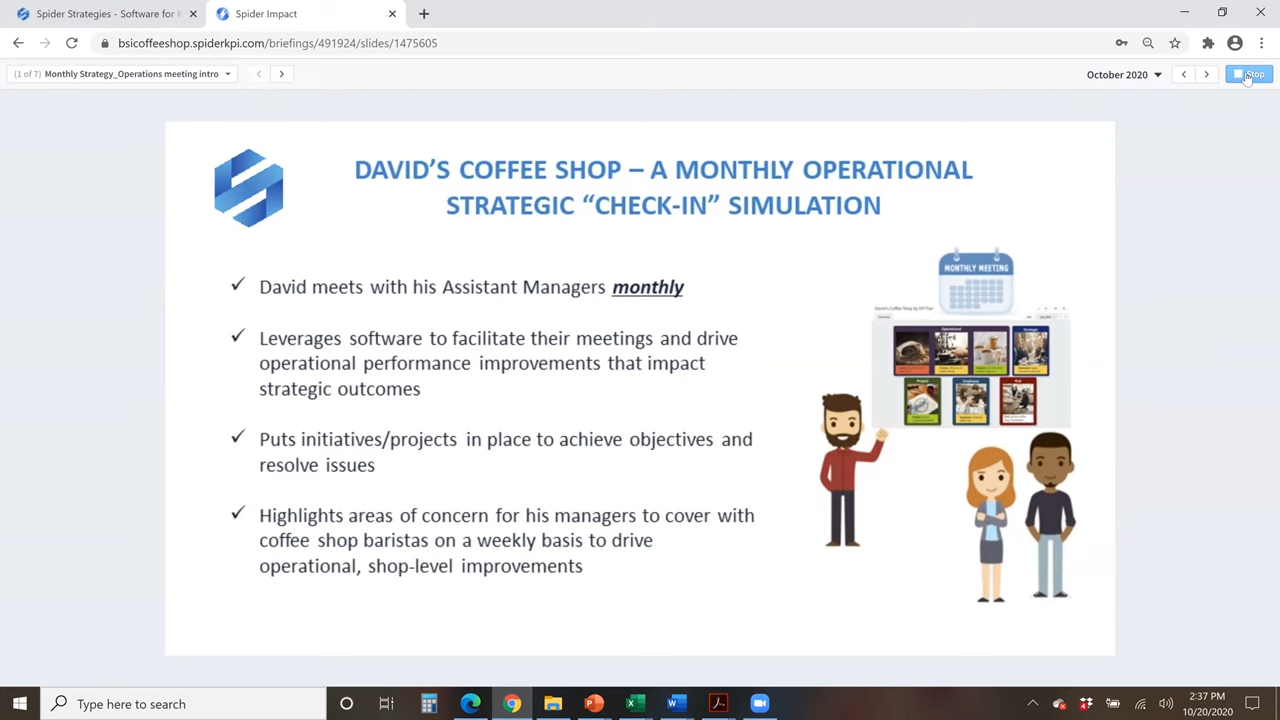 Spider Strategies - Software for
Spider Impact
bsicoffeeshop.spiderkpi.com/briefings/491924/slides/1475605
(1 of 7) Monthly Strategy_Operations meeting intro
October 2020
Stop
DAVID’S COFFEE SHOP – A MONTHLY OPERATIONAL
STRATEGIC “CHECK-IN” SIMULATION
MONTHLY MEETING
David meets with his Assistant Managers monthly
Leverages software to facilitate their meetings and drive
operational performance improvements that impact
strategic outcomes
Operational
Strategic
Project
Employee
Risk
Puts initiatives/projects in place to achieve objectives and
resolve issues
Highlights areas of concern for his managers to cover with
coffee shop baristas on a weekly basis to drive
operational, shop-level improvements
Type here to search
2:37 PM
10/20/2020